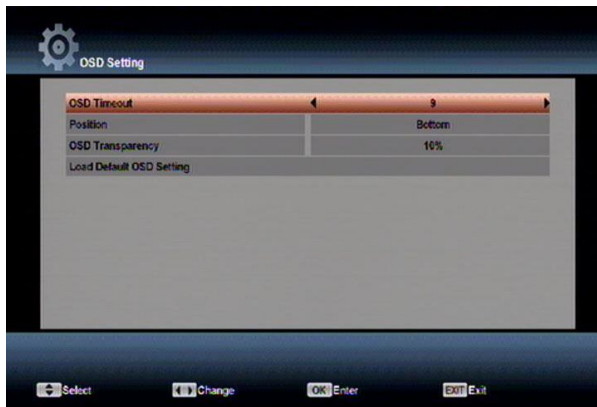 OSD Setting
OSD Timeout 9
Position Bottom
OSD Transparency 10%
Load Default OSD Setting
Select Change OK Enter EXIT Exit